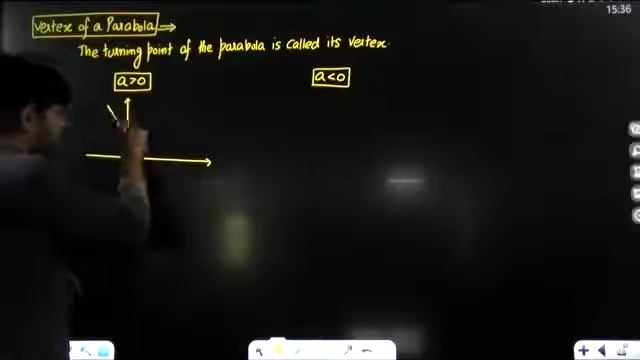 15:36
Vertex of a Parabola ⇒
The turning point of the parabola is called its vertex.
a>0
a<0